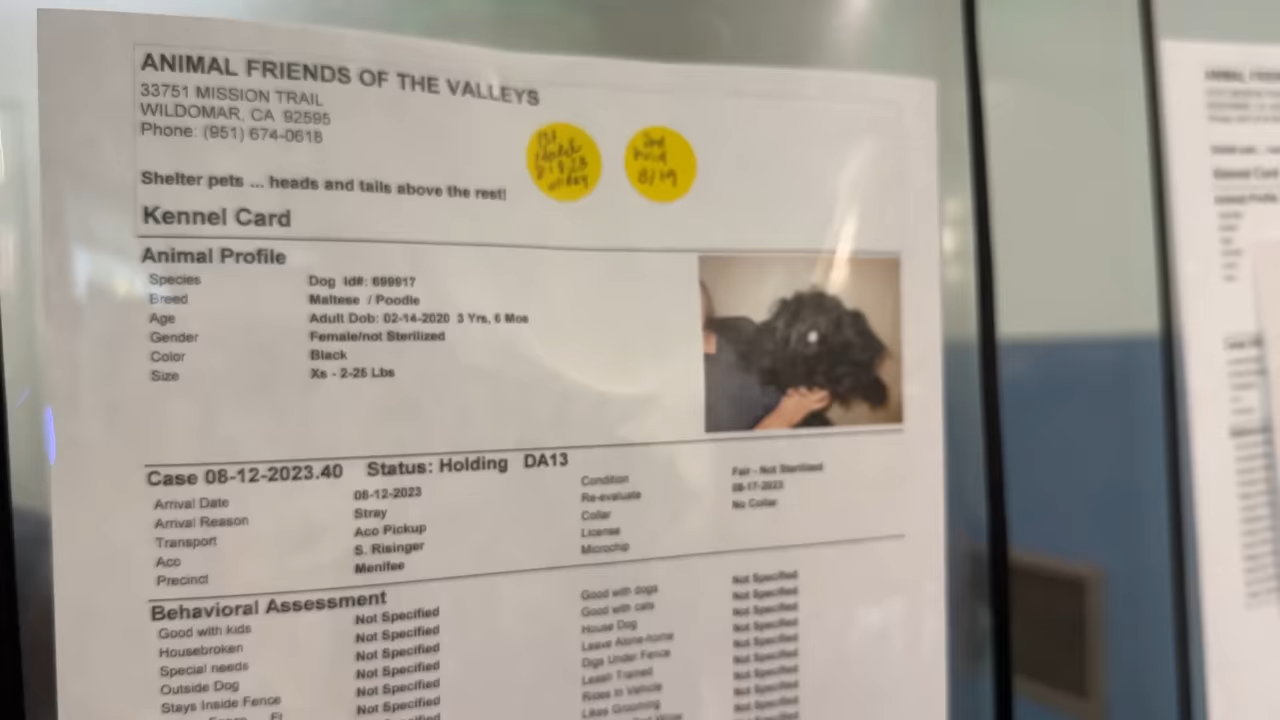 ANIMAL FRIENDS OF THE VALLEYS
33751 MISSION TRAIL
WILDOMAR, CA 92595
Phone: (951) 674-0618
2nd
hold
8/19
Shelter pets ... heads and tails above the rest!
Kennel Card
Animal Profile
Species Dog Id#: 699917
Breed Maltese / Poodle
Age Adult Dob: 02-14-2020 3 Yrs, 6 Mos
Gender Female/not Sterilized
Color Black
Size Xs - 2-25 Lbs
Case 08-12-2023.40 Status: Holding DA13
Arrival Date 08-12-2023 Condition Fair - Not Sterilized
Arrival Reason Stray Re-evaluate 08-17-2023
Transport Aco Pickup Collar No Collar
Aco S. Risinger License
Precinct Menifee Microchip
Behavioral Assessment
Good with kids Not Specified Good with dogs Not Specified
Housebroken Not Specified Good with cats Not Specified
Special needs Not Specified House Dog Not Specified
Outside Dog Not Specified Leave Alone-home Not Specified
Stays Inside Fence Not Specified Digs Under Fence Not Specified
Leash Trained Not Specified
Rides In Vehicle Not Specified
Likes Grooming Not Specified